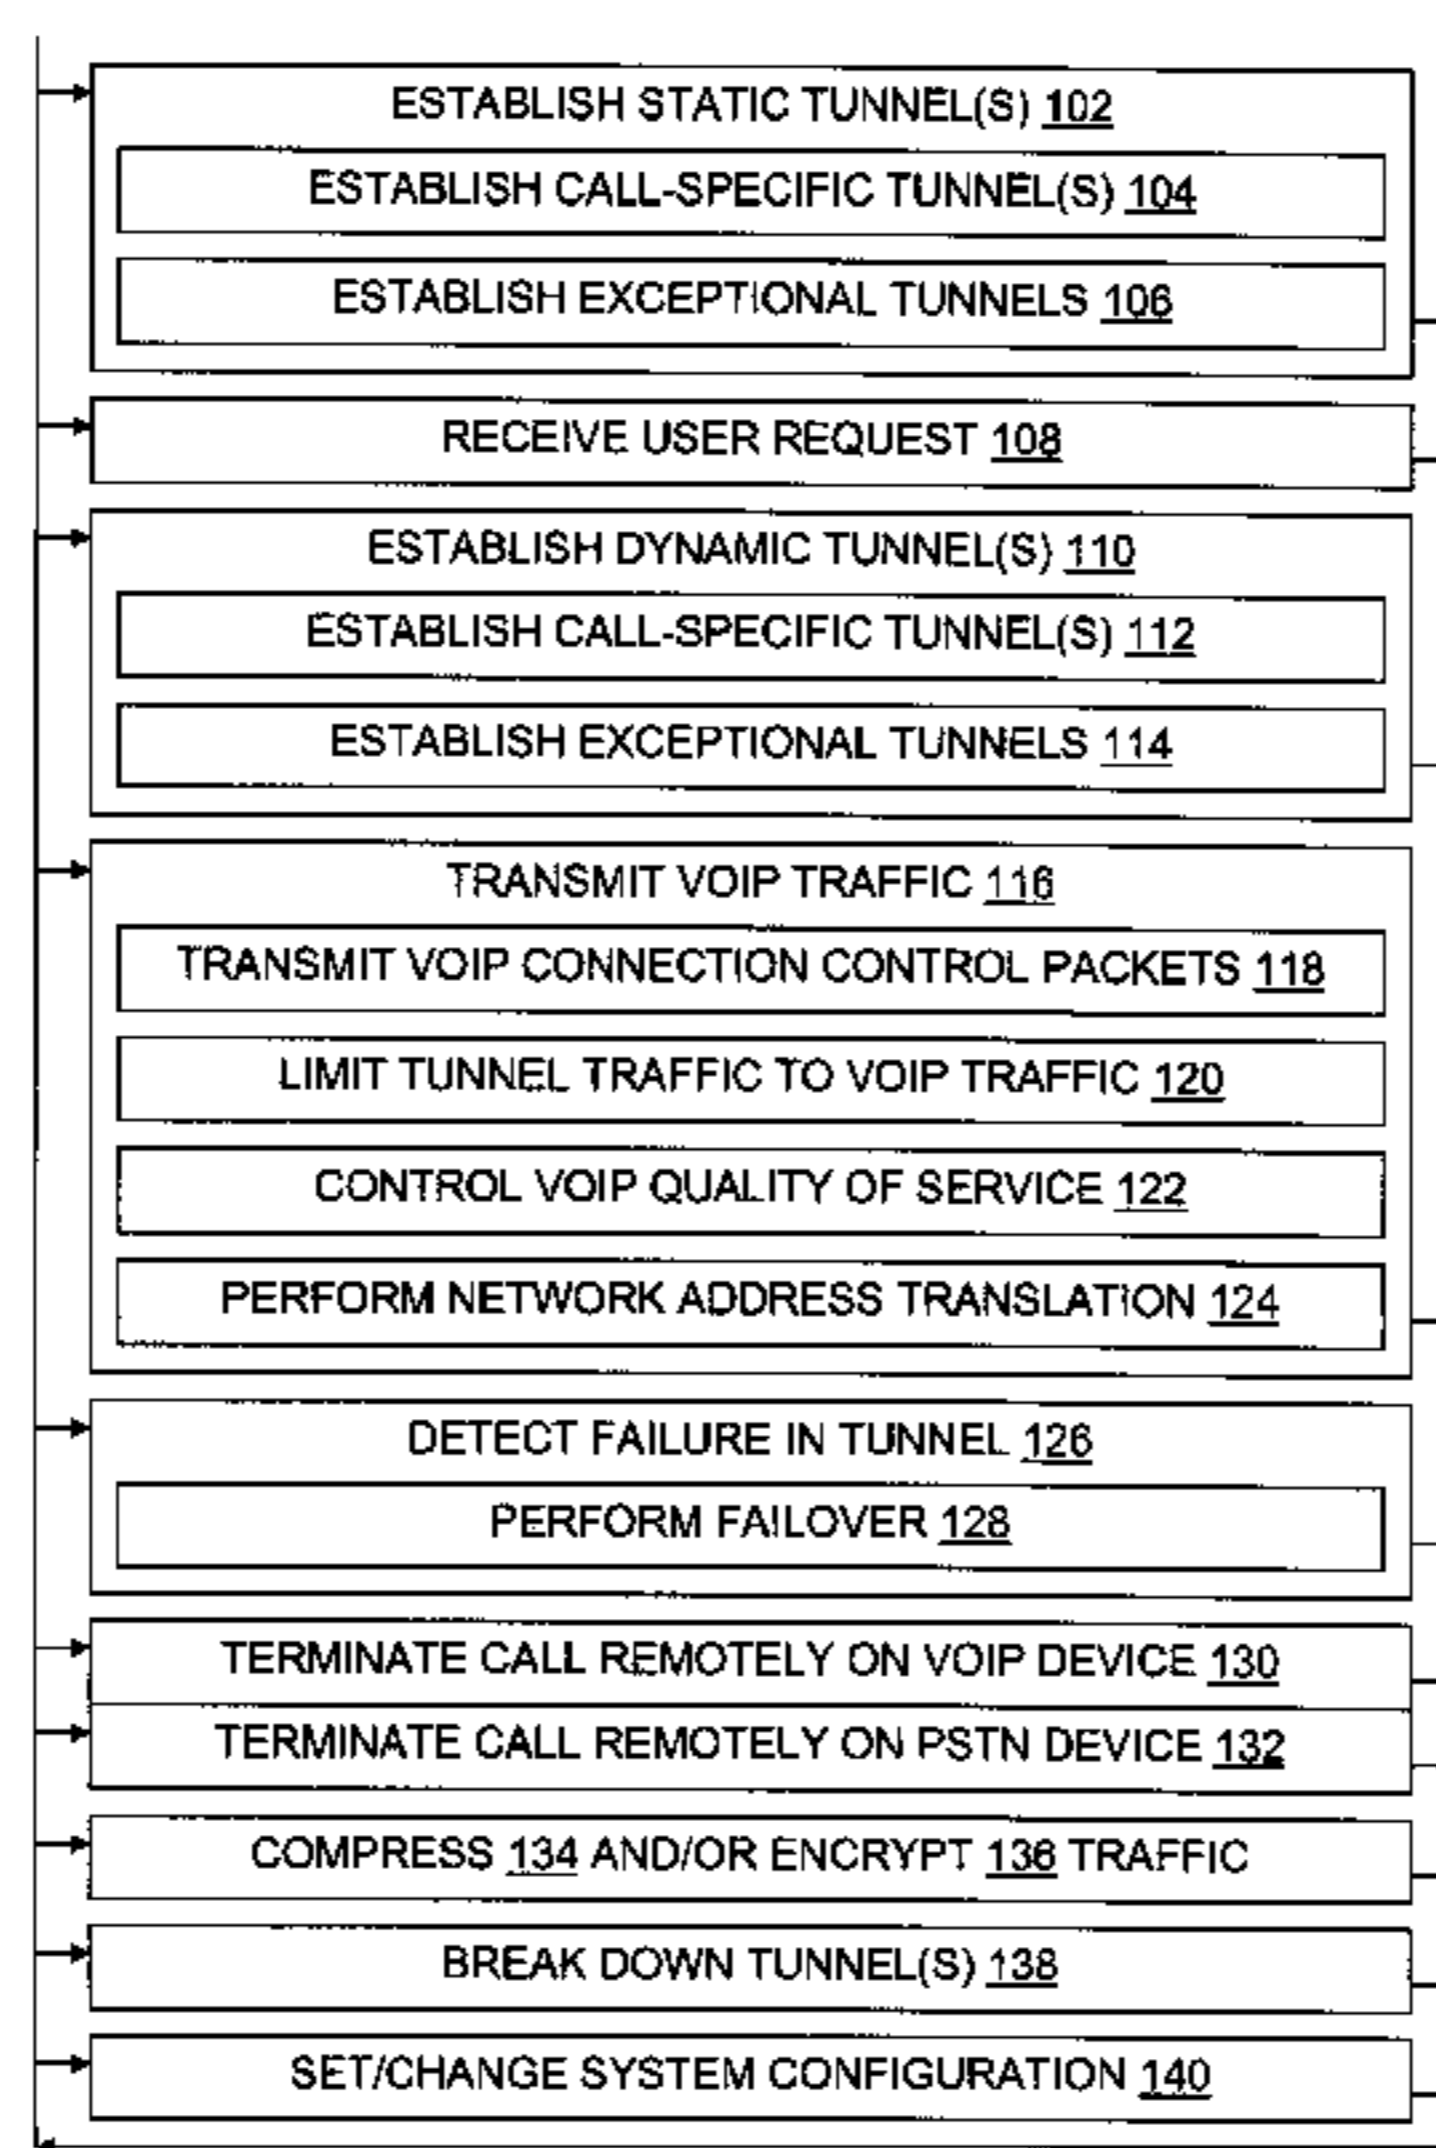 ESTABLISH STATIC TUNNEL(S) 102
ESTABLISH CALL-SPECIFIC TUNNEL(S) 104
ESTABLISH EXCEPTIONAL TUNNELS 106
RECEIVE USER REQUEST 108
ESTABLISH DYNAMIC TUNNEL(S) 110
ESTABLISH CALL-SPECIFIC TUNNEL(S) 112
ESTABLISH EXCEPTIONAL TUNNELS 114
TRANSMIT VOIP TRAFFIC 116
TRANSMIT VOIP CONNECTION CONTROL PACKETS 118
LIMIT TUNNEL TRAFFIC TO VOIP TRAFFIC 120
CONTROL VOIP QUALITY OF SERVICE 122
PERFORM NETWORK ADDRESS TRANSLATION 124
DETECT FAILURE IN TUNNEL 126
PERFORM FAILOVER 128
TERMINATE CALL REMOTELY ON VOIP DEVICE 130
TERMINATE CALL REMOTELY ON PSTN DEVICE 132
COMPRESS 134 AND/OR ENCRYPT 136 TRAFFIC
BREAK DOWN TUNNEL(S) 138
SET/CHANGE SYSTEM CONFIGURATION 140